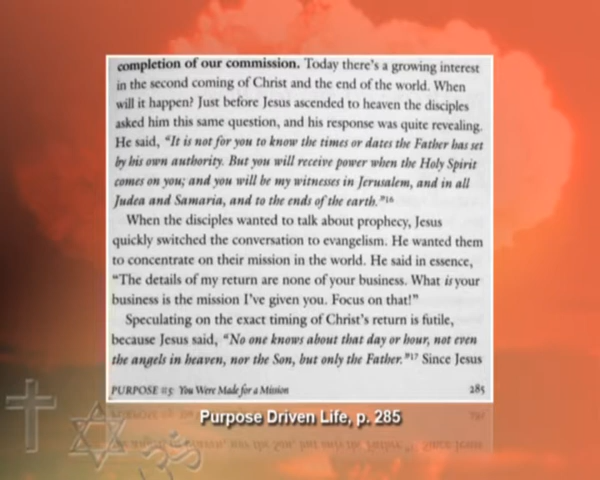 completion of our commission. Today there's a growing interest
in the second coming of Christ and the end of the world. When
will it happen? Just before Jesus ascended to heaven the disciples
asked him this same question, and his response was quite revealing.
He said, "It is not for you to know the times or dates the Father has set
by his own authority. But you will receive power when the Holy Spirit
comes on you; and you will be my witnesses in Jerusalem, and in all
Judea and Samaria, and to the ends of the earth."16
When the disciples wanted to talk about prophecy, Jesus
quickly switched the conversation to evangelism. He wanted them
to concentrate on their mission in the world. He said in essence,
"The details of my return are none of your business. What is your
business is the mission I've given you. Focus on that!"
Speculating on the exact timing of Christ's return is futile,
because Jesus said, "No one knows about that day or hour, not even
the angels in heaven, nor the Son, but only the Father."17 Since Jesus
PURPOSE #5: You Were Made for a Mission 285
Purpose Driven Life, p. 285